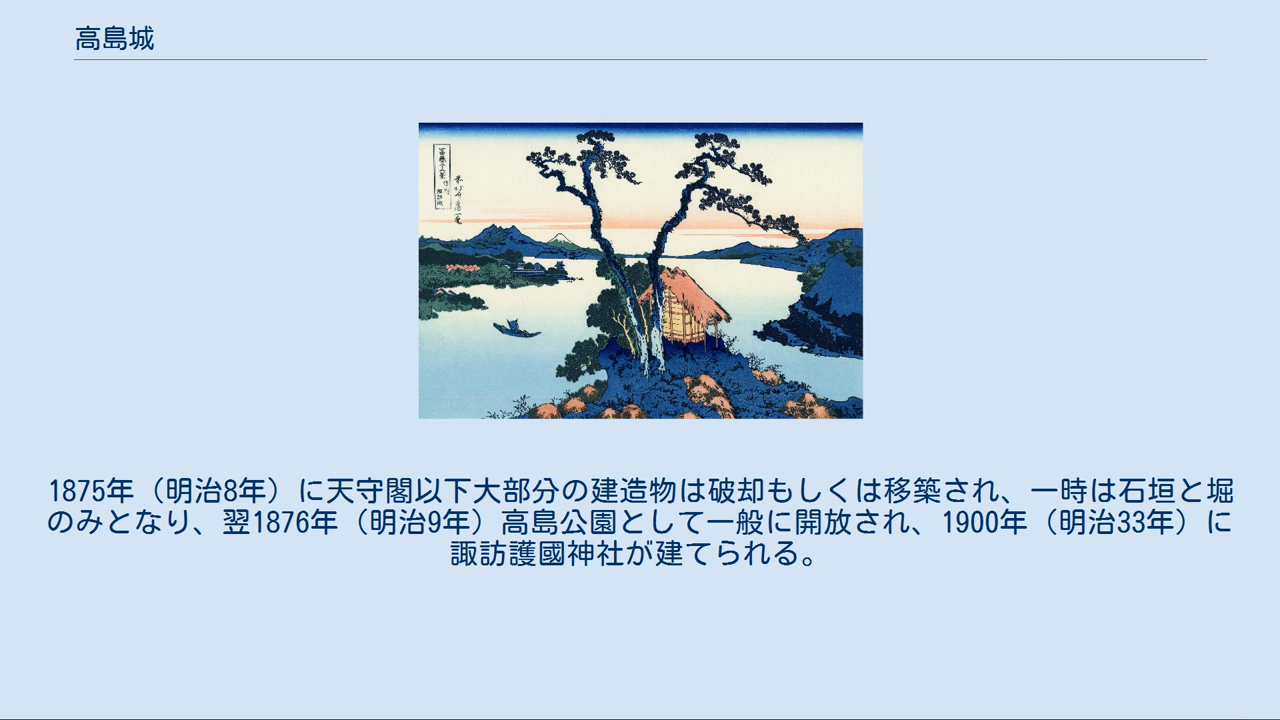 高島城
1875年（明治8年）に天守閣以下大部分の建造物は破却もしくは移築され、一時は石垣と堀
のみとなり、翌1876年（明治9年）高島公園として一般に開放され、1900年（明治33年）に
諏訪護國神社が建てられる。